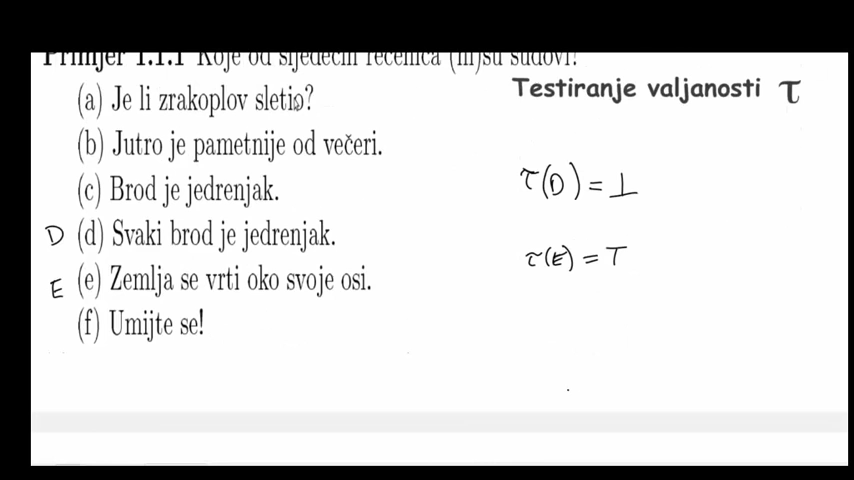 Primjer 1.1.1 Koje od sljedećih rečenica (ni)su sudovi?
Testiranje valjanosti τ
(a) Je li zrakoplov sletio?
(b) Jutro je pametnije od večeri.
(c) Brod je jedrenjak.
τ(D) = ⊥
D (d) Svaki brod je jedrenjak.
τ(E) = T
E (e) Zemlja se vrti oko svoje osi.
(f) Umijte se!